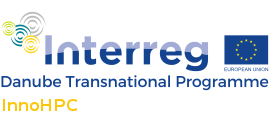 Interreg
EUROPEAN UNION
Danube Transnational Programme
InnoHPC